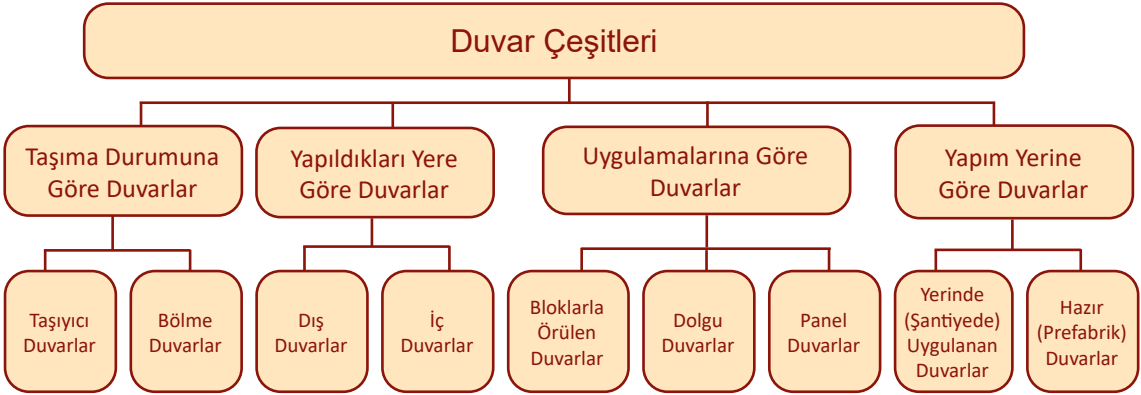 Duvar Çeşitleri
Taşıma Durumuna
Göre Duvarlar
Yapıldıkları Yere
Göre Duvarlar
Uygulamalarına Göre
Duvarlar
Yapım Yerine
Göre Duvarlar
Taşıyıcı
Duvarlar
Bölme
Duvarlar
Dış
Duvarlar
İç
Duvarlar
Bloklarla
Örülen
Duvarlar
Dolgu
Duvarlar
Panel
Duvarlar
Yerinde
(Şantiyede)
Uygulanan
Duvarlar
Hazır
(Prefabrik)
Duvarlar